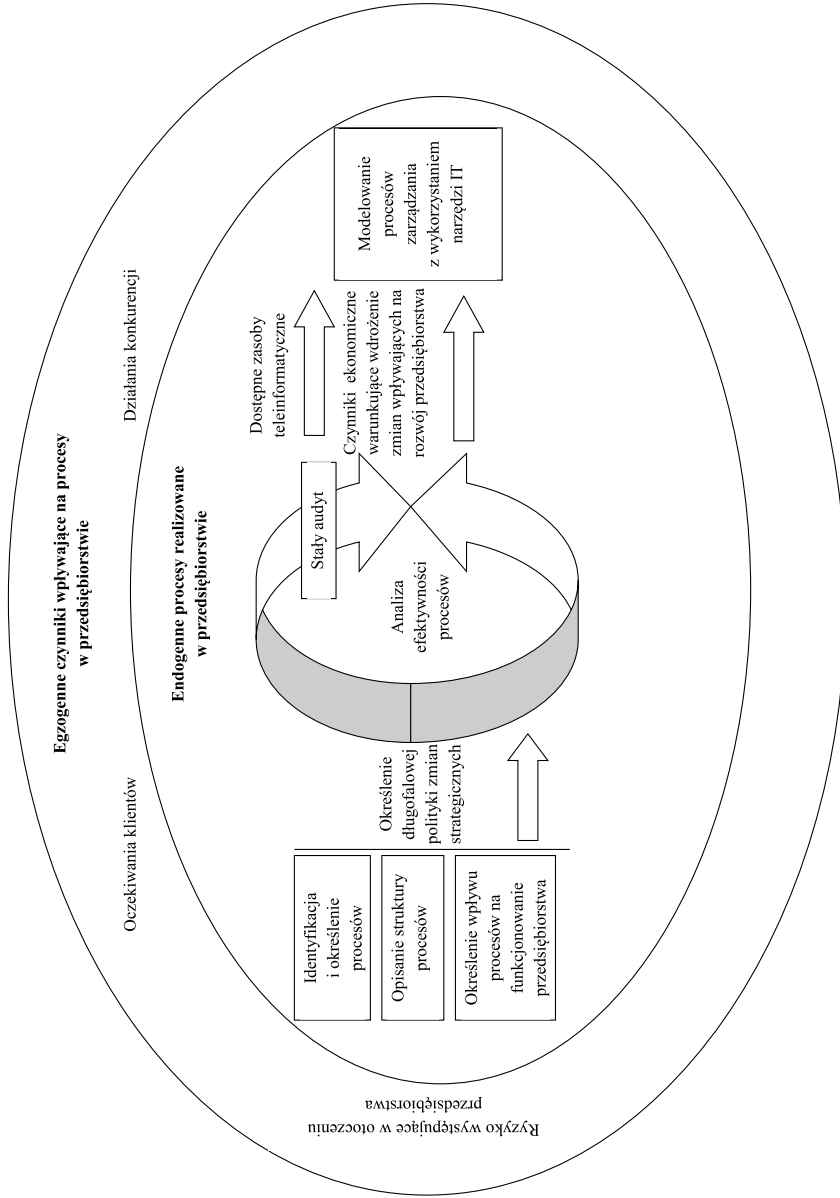 Egzogenne czynniki wpływające na procesy
w przedsiębiorstwie
Oczekiwania klientów
Działania konkurencji
Ryzyko występujące w otoczeniu
przedsiębiorstwa
Endogenne procesy realizowane
w przedsiębiorstwie
Identyfikacja
i określenie
procesów
Opisanie struktury
procesów
Określenie wpływu
procesów na
funkcjonowanie
przedsiębiorstwa
Określenie
długofalowej
polityki zmian
strategicznych
Stały audyt
Analiza
efektywności
procesów
Dostępne zasoby
teleinformatyczne
Czynniki ekonomiczne
warunkujące wdrożenie
zmian wpływających na
rozwój przedsiębiorstwa
Modelowanie
procesów
zarządzania
z wykorzystaniem
narzędzi IT